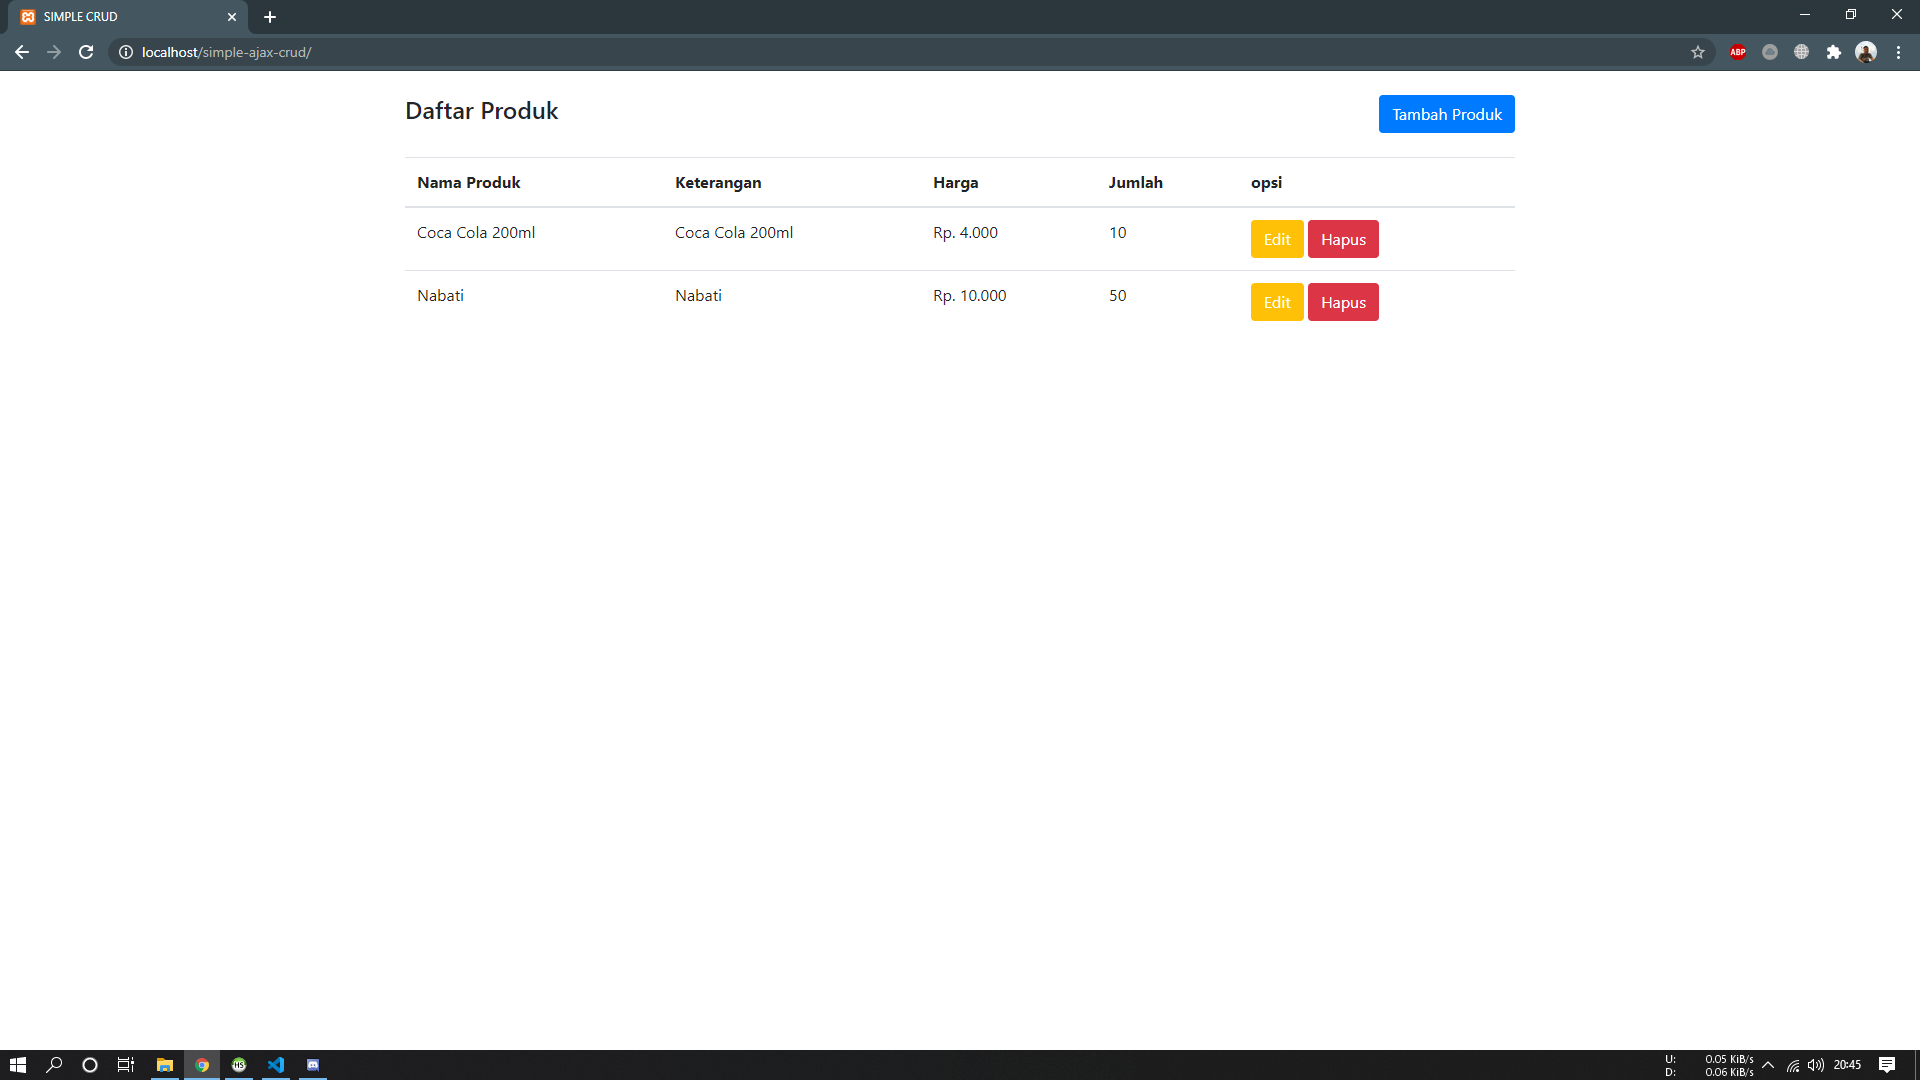 SIMPLE CRUD
localhost/simple-ajax-crud/
ABP
Daftar Produk
Tambah Produk
Nama Produk Keterangan Harga Jumlah opsi
Coca Cola 200ml Coca Cola 200ml Rp. 4.000 10 Edit Hapus
Nabati Nabati Rp. 10.000 50 Edit Hapus
HS
U: 0.05 KiB/s
D: 0.06 KiB/s
20:45